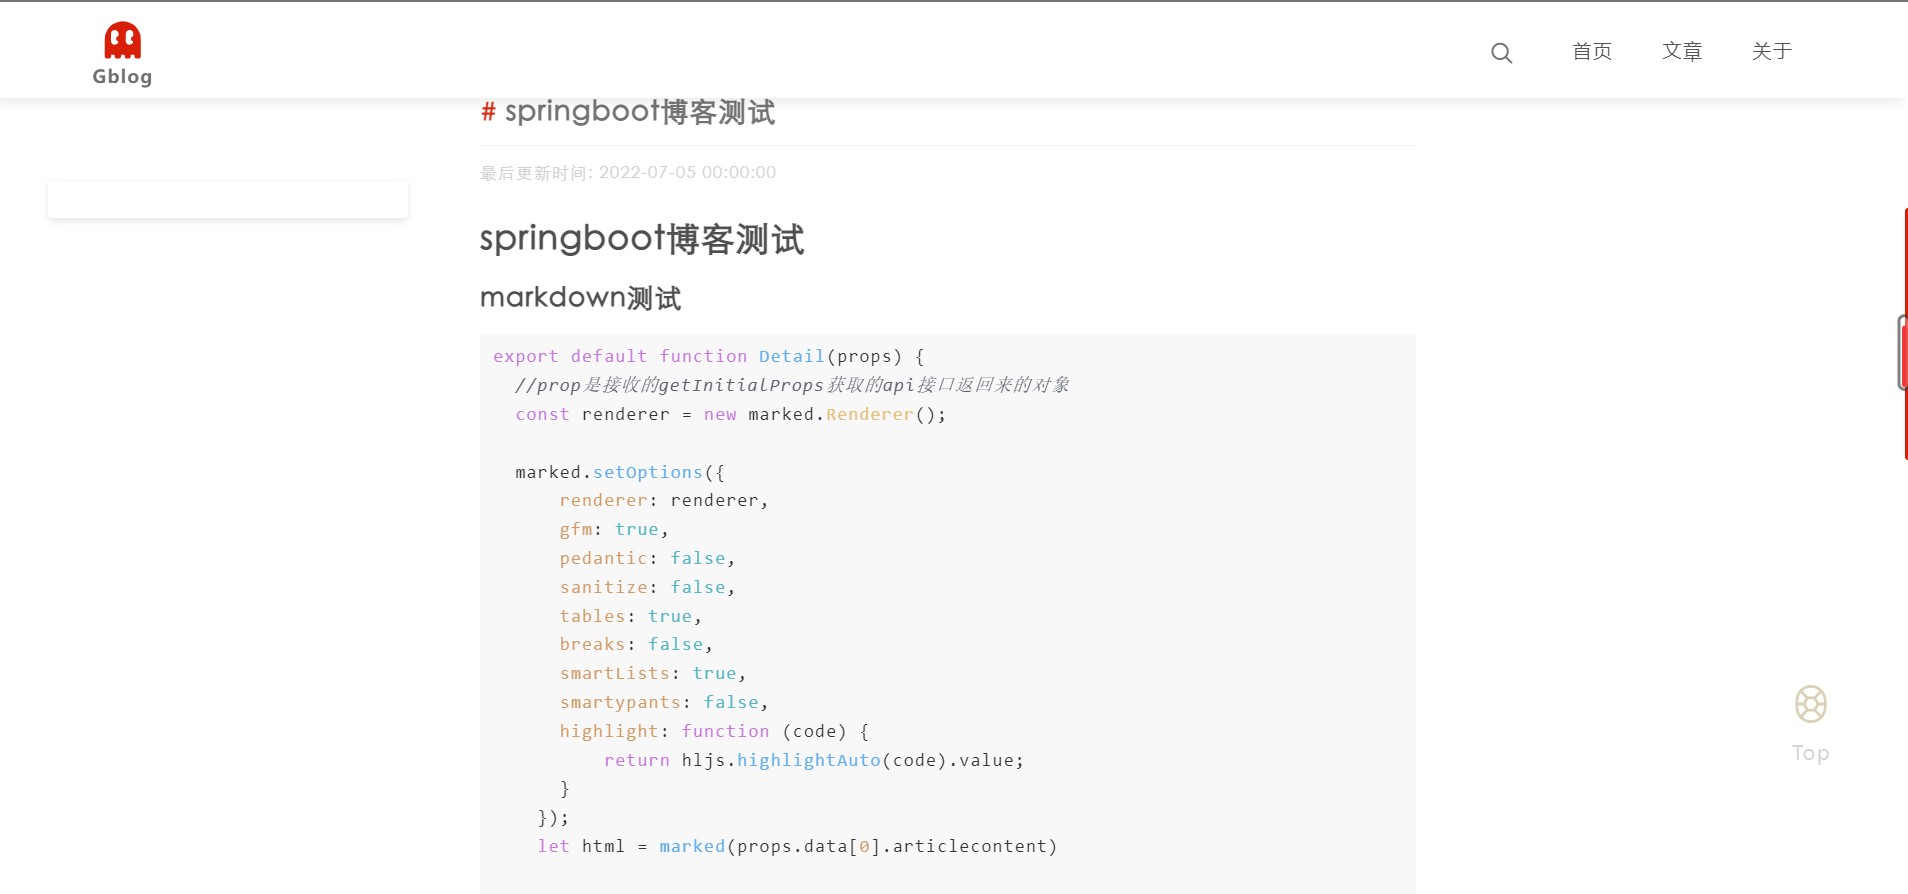 Gblog
首页 文章 关于
# springboot博客测试
最后更新时间: 2022-07-05 00:00:00
springboot博客测试
markdown测试
export default function Detail(props) {
//prop是接收的getInitialProps获取的api接口返回来的对象
const renderer = new marked.Renderer();
marked.setOptions({
renderer: renderer,
gfm: true,
pedantic: false,
sanitize: false,
tables: true,
breaks: false,
smartLists: true,
smartypants: false,
highlight: function (code) {
return hljs.highlightAuto(code).value;
}
});
let html = marked(props.data[0].articlecontent)
Top